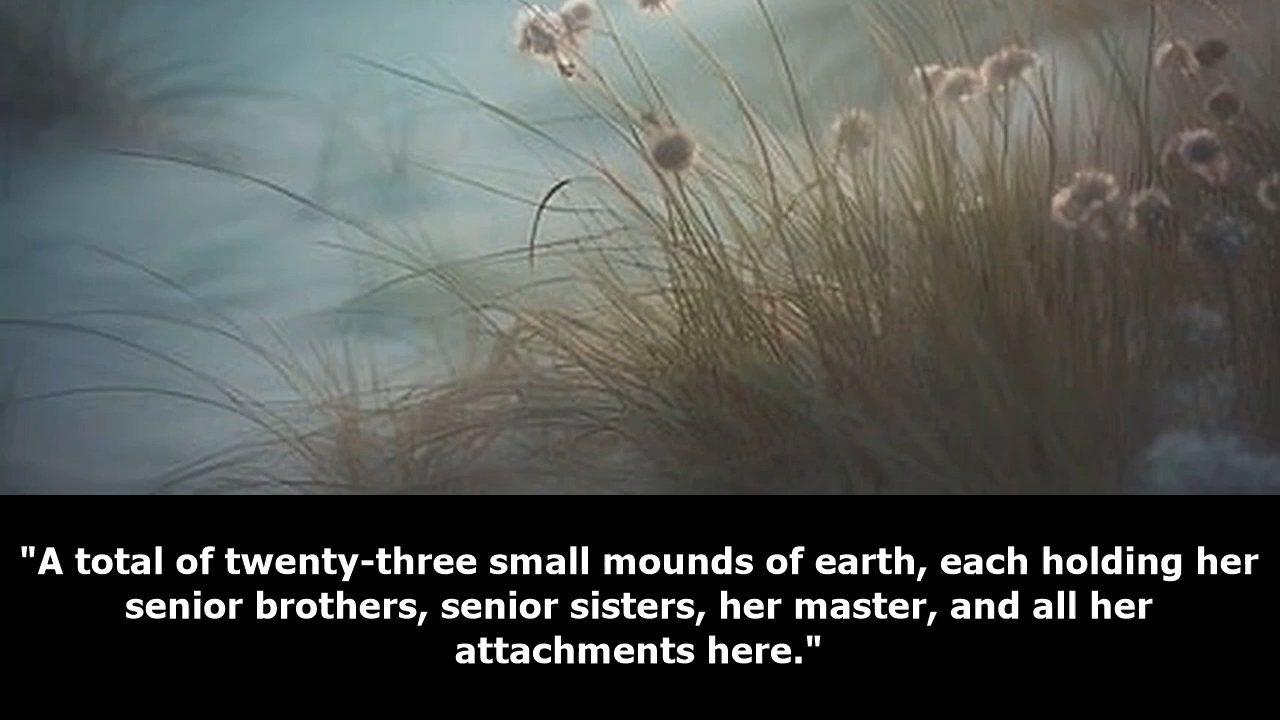 "A total of twenty-three small mounds of earth, each holding her
senior brothers, senior sisters, her master, and all her
attachments here."